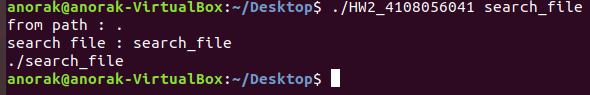 anorak@anorak-VirtualBox:~/Desktop$ ./HW2_4108056041 search_file
from path : .
search file : search_file
./search_file
anorak@anorak-VirtualBox:~/Desktop$